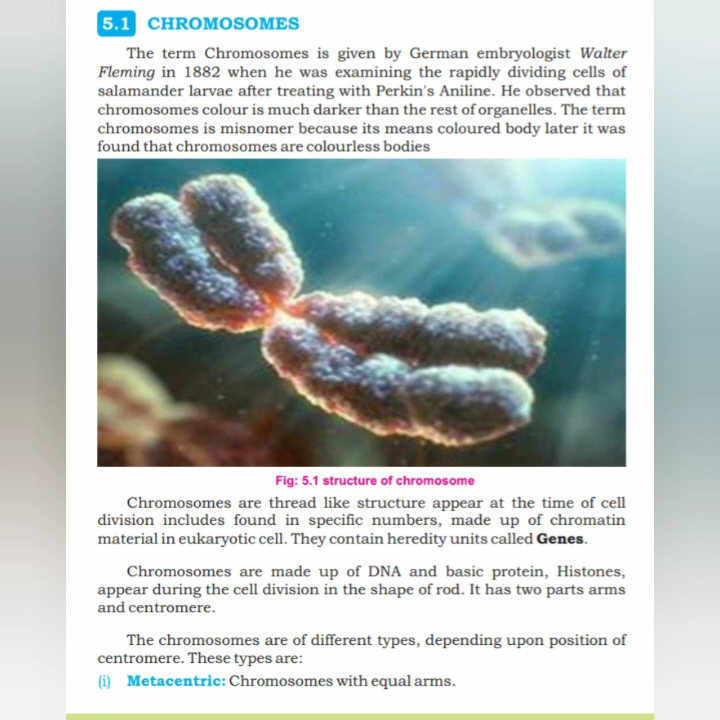 5.1 CHROMOSOMES
The term Chromosomes is given by German embryologist Walter
Fleming in 1882 when he was examining the rapidly dividing cells of
salamander larvae after treating with Perkin's Aniline. He observed that
chromosomes colour is much darker than the rest of organelles. The term
chromosomes is misnomer because its means coloured body later it was
found that chromosomes are colourless bodies
Fig: 5.1 structure of chromosome
Chromosomes are thread like structure appear at the time of cell
division includes found in specific numbers, made up of chromatin
material in eukaryotic cell. They contain heredity units called Genes.
Chromosomes are made up of DNA and basic protein, Histones,
appear during the cell division in the shape of rod. It has two parts arms
and centromere.
The chromosomes are of different types, depending upon position of
centromere. These types are:
(i) Metacentric: Chromosomes with equal arms.